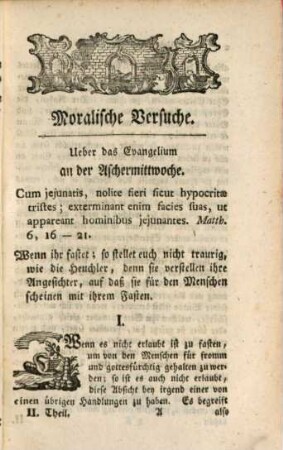 Moralische Versuche.
Ueber das Evangelium
an der Aschermittwoche.
Cum jejunatis, nolite fieri sicut hypocritæ
tristes; exterminant enim facies suas, ut
appareant hominibus jejunantes. Matth.
6, 16 — 21.
Wenn ihr fastet; so stellet euch nicht traurig,
wie die Heuchler, denn sie verstellen ihre
Angesichter, auf daß sie für den Menschen
scheinen mit ihrem Fasten.
I.
Wenn es nicht erlaubt ist zu fasten,
um von den Menschen für fromm
und gottesfürchtig gehalten zu wer-
den; so ist es auch nicht erlaubt,
diese Absicht bey irgend einer von
einen übrigen Handlungen zu haben. Es begreift
II. Theil. A also